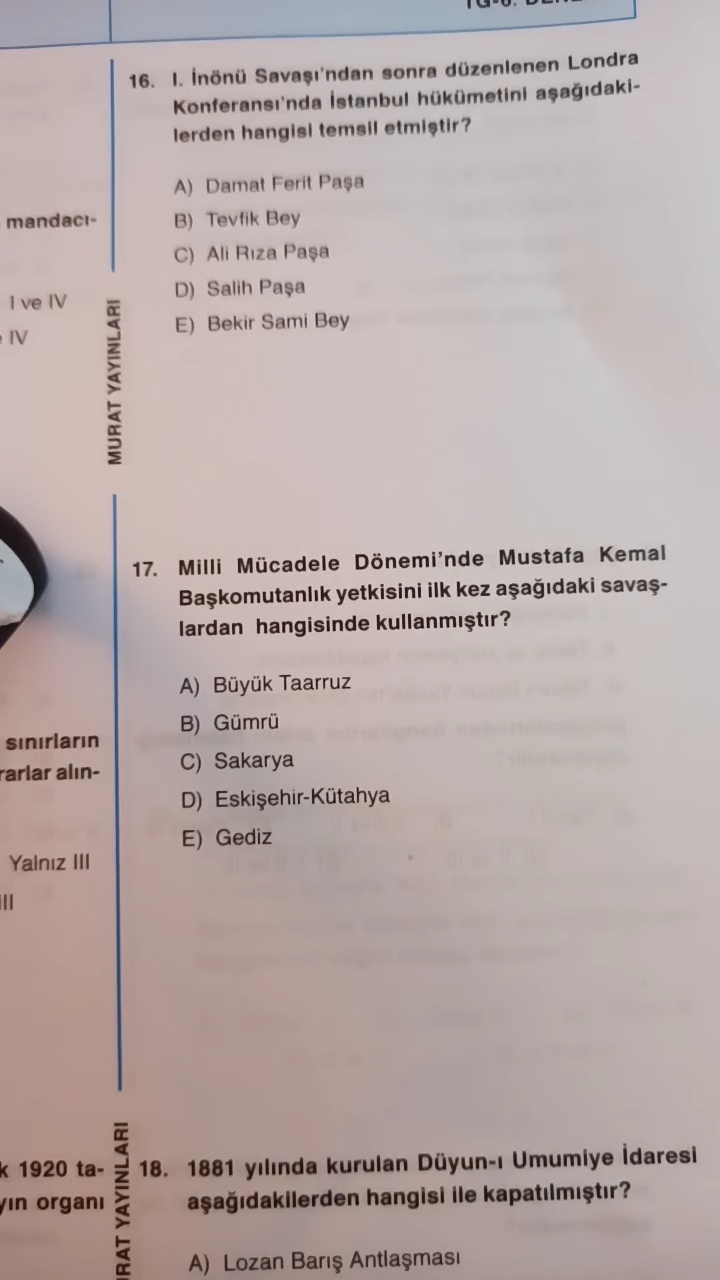 16. I. İnönü Savaşı'ndan sonra düzenlenen Londra
Konferansı'nda İstanbul hükümetini aşağıdaki-
lerden hangisi temsil etmiştir?
A) Damat Ferit Paşa
B) Tevfik Bey
C) Ali Rıza Paşa
D) Salih Paşa
E) Bekir Sami Bey
mandacı-
I ve IV
IV
MURAT YAYINLARI
17. Milli Mücadele Dönemi'nde Mustafa Kemal
Başkomutanlık yetkisini ilk kez aşağıdaki savaş-
lardan hangisinde kullanmıştır?
A) Büyük Taarruz
B) Gümrü
C) Sakarya
D) Eskişehir-Kütahya
E) Gediz
sınırların
rarlar alın-
Yalnız III
III
k 1920 ta-
yın organı
RAT YAYINLARI
18. 1881 yılında kurulan Düyun-ı Umumiye İdaresi
aşağıdakilerden hangisi ile kapatılmıştır?
A) Lozan Barış Antlaşması